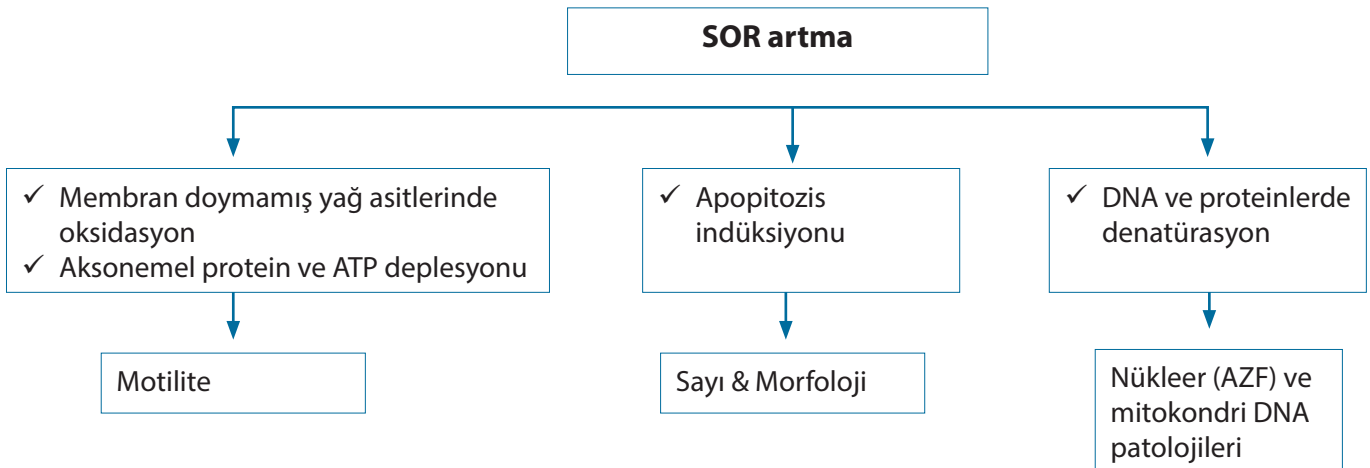 SOR artma
✓ Membran doymamış yağ asitlerinde
oksidasyon
✓ Aksonemel protein ve ATP deplesyonu
✓ Apopitozis
indüksiyonu
✓ DNA ve proteinlerde
denatürasyon
Motilite
Sayı & Morfoloji
Nükleer (AZF) ve
mitokondri DNA
patolojileri